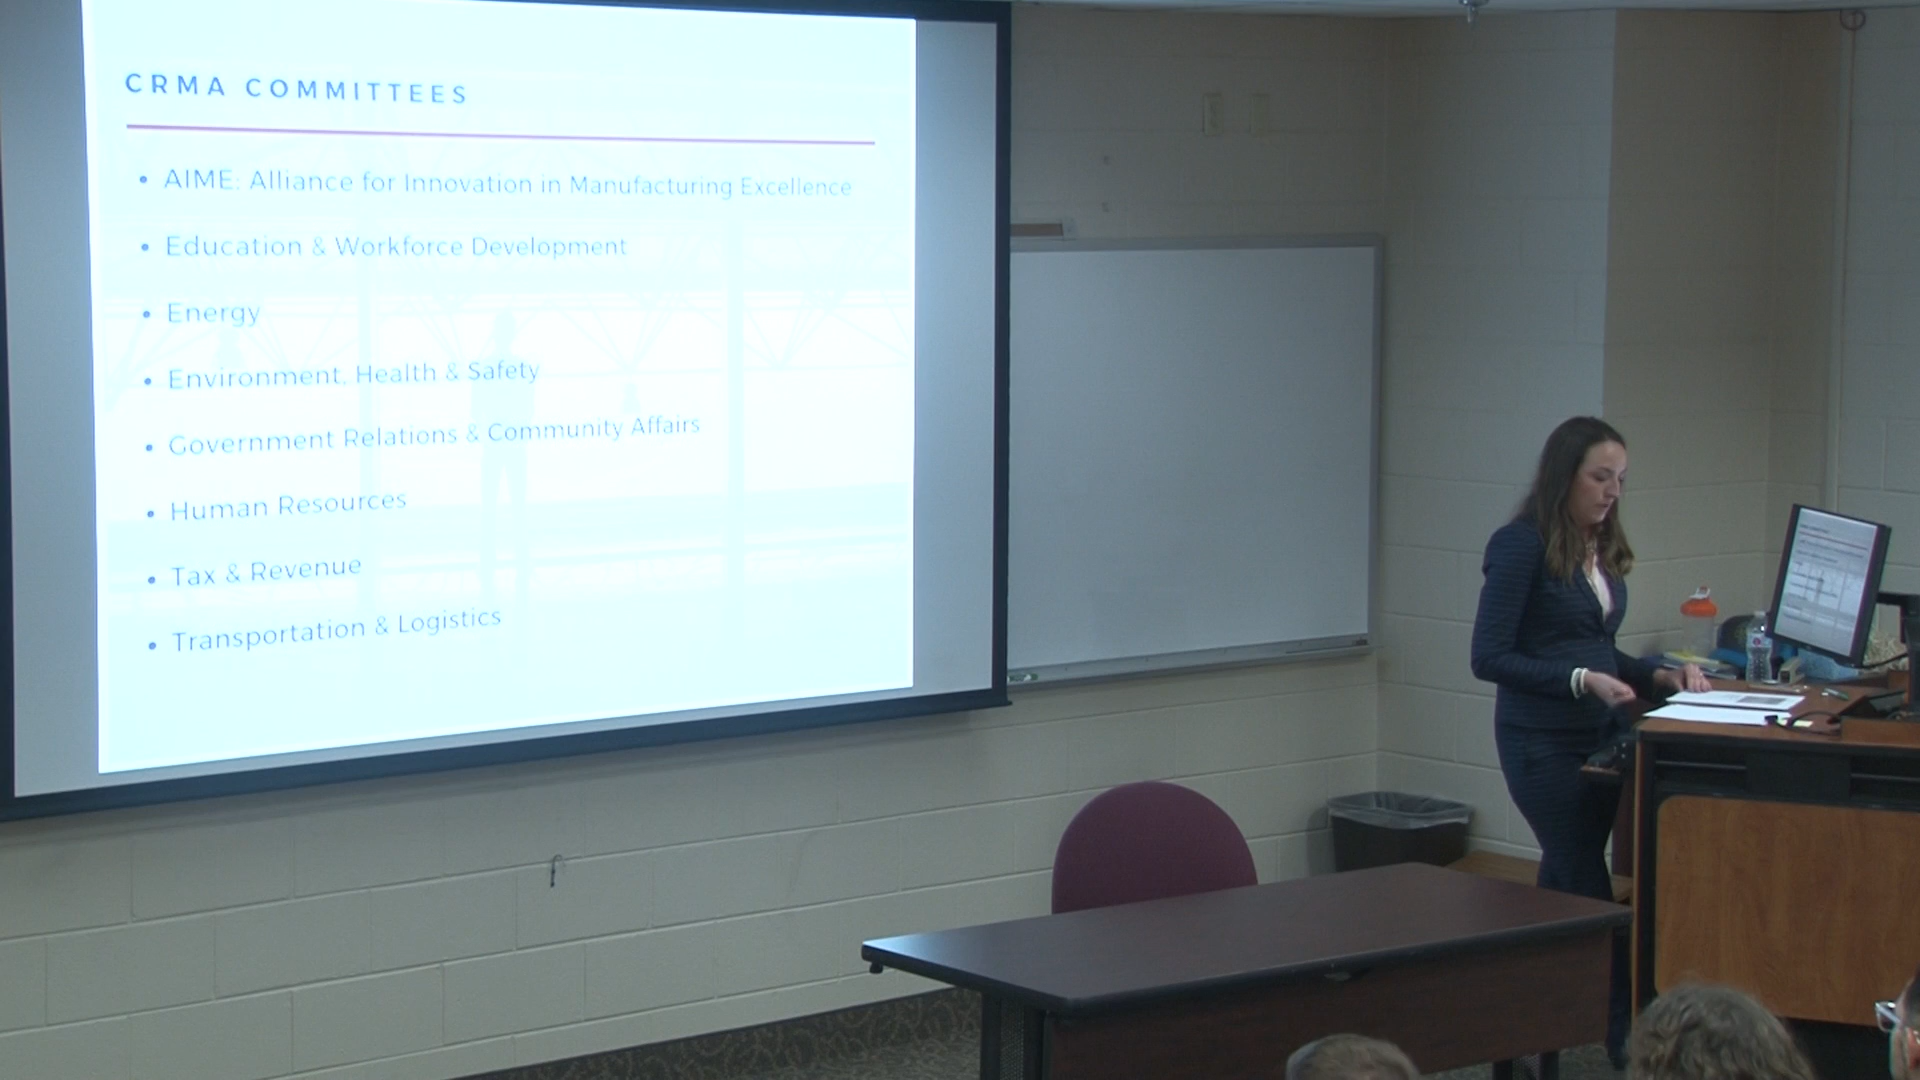 CRMA COMMITTEES
• AIME: Alliance for Innovation in Manufacturing Excellence
• Education & Workforce Development
• Energy
• Environment, Health & Safety
• Government Relations & Community Affairs
• Human Resources
• Tax & Revenue
• Transportation & Logistics